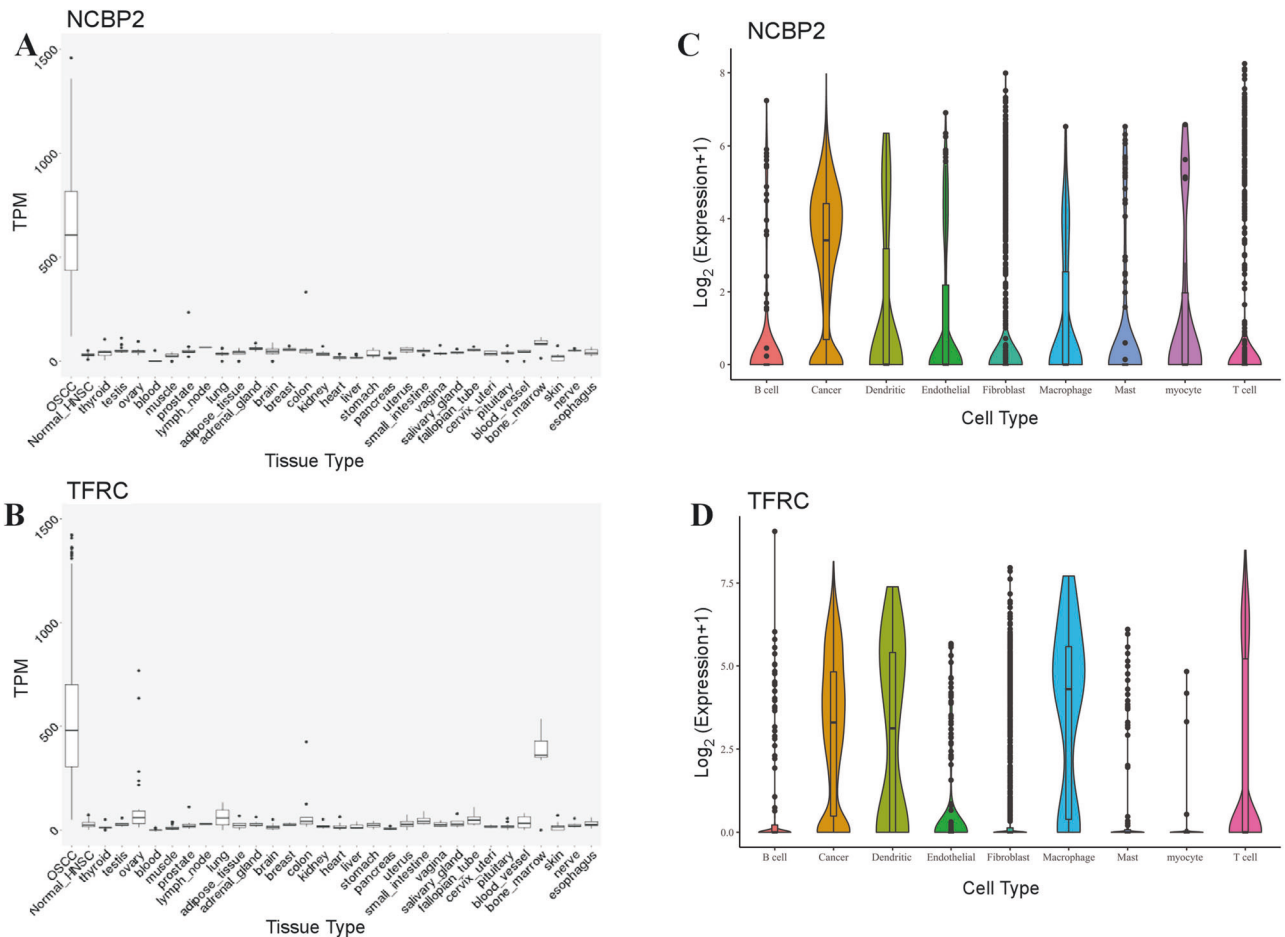 A
NCBP2
1500
1000
500
0
TPM
OSCC
Normal_HNSC
thyroid
testis
ovary
blood
muscle
prostate
lymph_node
lung
adipose_tissue
adrenal_gland
brain
breast
colon
kidney
heart
liver
stomach
pancreas
uterus
small_intestine
vagina
salivary_gland
fallopian_tube
cervix_uteri
pituitary
blood_vessel
bone_marrow
skin
nerve
esophagus
Tissue Type
B
TFRC
1500
1000
500
0
TPM
OSCC
Normal_HNSC
thyroid
testis
ovary
blood
muscle
prostate
lymph_node
lung
adipose_tissue
adrenal_gland
brain
breast
colon
kidney
heart
liver
stomach
pancreas
uterus
small_intestine
vagina
salivary_gland
fallopian_tube
cervix_uteri
pituitary
blood_vessel
bone_marrow
skin
nerve
esophagus
Tissue Type
C
NCBP2
8
6
4
2
0
Log2 (Expression+1)
B cell Cancer Dendritic Endothelial Fibroblast Macrophage Mast myocyte T cell
Cell Type
D
TFRC
7.5
5.0
2.5
0.0
Log2 (Expression+1)
B cell Cancer Dendritic Endothelial Fibroblast Macrophage Mast myocyte T cell
Cell Type